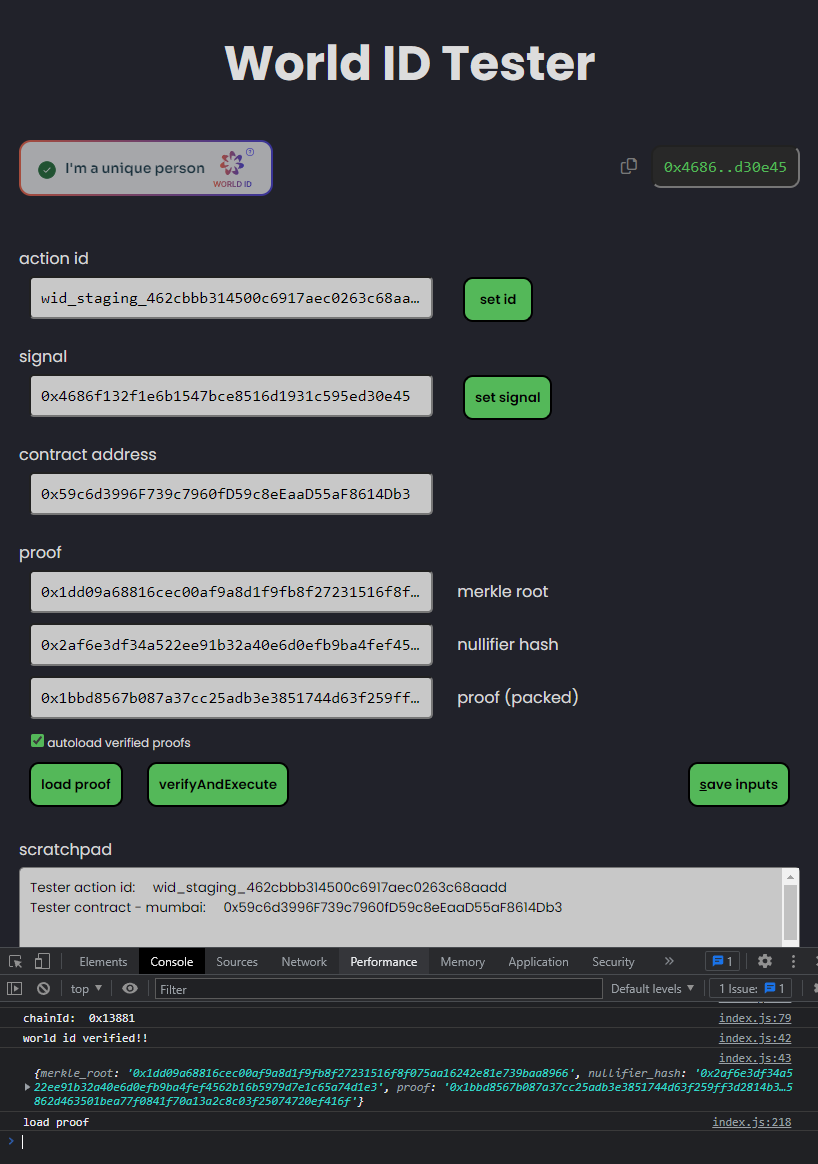 World ID Tester
I'm a unique person
WORLD ID
0x4686..d30e45
action id
wid_staging_462cbbb314500c6917aec0263c68aa…
set id
signal
0x4686f132f1e6b1547bce8516d1931c595ed30e45
set signal
contract address
0x59c6d3996F739c7960fD59c8eEaaD55aF8614Db3
proof
0x1dd09a68816cec00af9a8d1f9fb8f27231516f8f…
merkle root
0x2af6e3df34a522ee91b32a40e6d0efb9ba4fef45…
nullifier hash
0x1bbd8567b087a37cc25adb3e3851744d63f259ff…
proof (packed)
autoload verified proofs
load proof
verifyAndExecute
save inputs
scratchpad
Tester action id: wid_staging_462cbbb314500c6917aec0263c68aadd
Tester contract - mumbai: 0x59c6d3996F739c7960fD59c8eEaaD55aF8614Db3
Elements Console Sources Network Performance Memory Application Security » 1
top Filter Default levels 1 Issue: 1
chainId: 0x13881 index.js:79
world id verified!! index.js:42
index.js:43
{merkle_root: '0x1dd09a68816cec00af9a8d1f9fb8f27231516f8f075aa16242e81e739baa8966', nullifier_hash: '0x2af6e3df34a5
22ee91b32a40e6d0efb9ba4fef4562b16b5979d7e1c65a74d1e3', proof: '0x1bbd8567b087a37cc25adb3e3851744d63f259ff3d2814b3…5
862d463501bea77f0841f70a13a2c8c03f25074720ef416f'}
load proof index.js:218